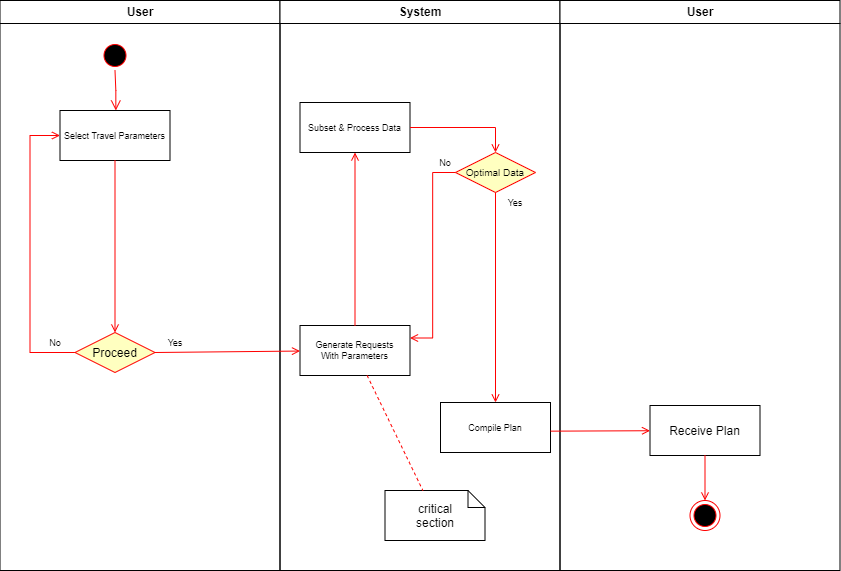 User
System
User
Select Travel Parameters
Subset & Process Data
No
Optimal Data
Yes
No
Proceed
Yes
Generate Requests
With Parameters
Compile Plan
Receive Plan
critical
section